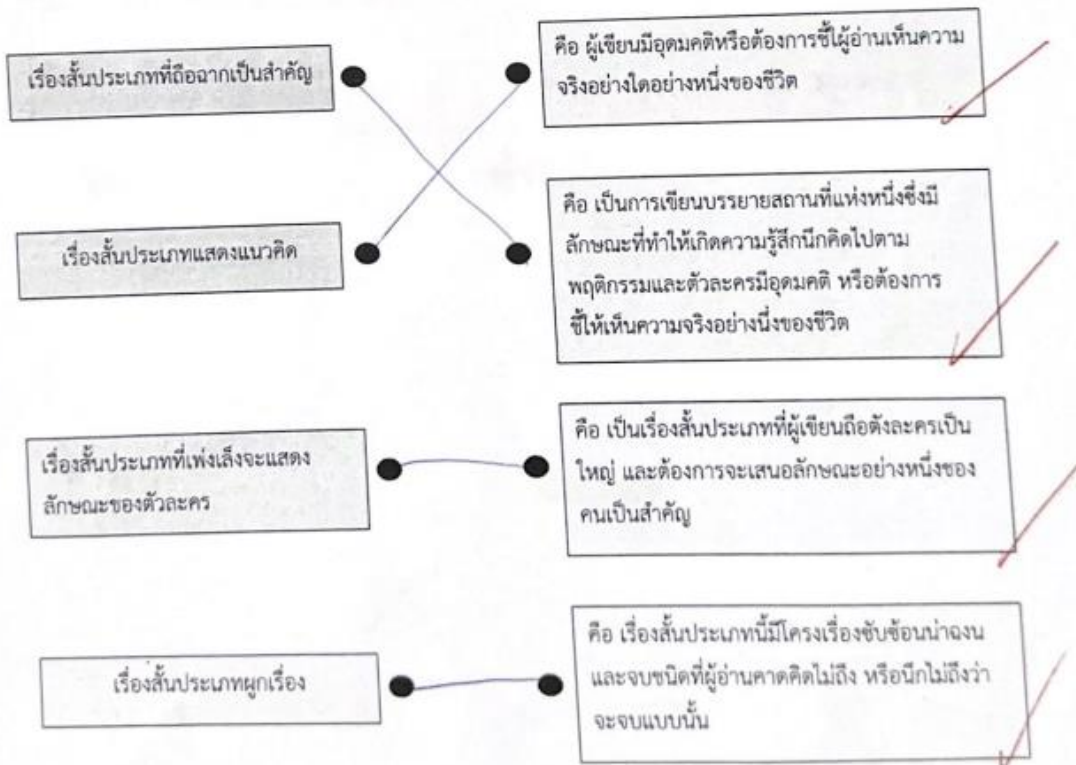 เรื่องสั้นประเภทที่ถือฉากเป็นสำคัญ
คือ ผู้เขียนมีอุดมคติหรือต้องการชี้ให้ผู้อ่านเห็นความ
จริงอย่างใดอย่างหนึ่งของชีวิต
เรื่องสั้นประเภทแสดงแนวคิด
คือ เป็นการเขียนบรรยายสถานที่แห่งหนึ่งซึ่งมี
ลักษณะที่ทำให้เกิดความรู้สึกนึกคิดไปตาม
พฤติกรรมและตัวละครมีอุดมคติ หรือต้องการ
ชี้ให้เห็นความจริงอย่างนึ่งของชีวิต
เรื่องสั้นประเภทที่เพ่งเล็งจะแสดง
ลักษณะของตัวละคร
คือ เป็นเรื่องสั้นประเภทที่ผู้เขียนถือตังละครเป็น
ใหญ่ และต้องการจะเสนอลักษณะอย่างหนึ่งของ
คนเป็นสำคัญ
เรื่องสั้นประเภทผูกเรื่อง
คือ เรื่องสั้นประเภทนี้มีโครงเรื่องซับซ้อนน่าฉงน
และจบชนิดที่ผู้อ่านคาดคิดไม่ถึง หรือนึกไม่ถึงว่า
จะจบแบบนั้น